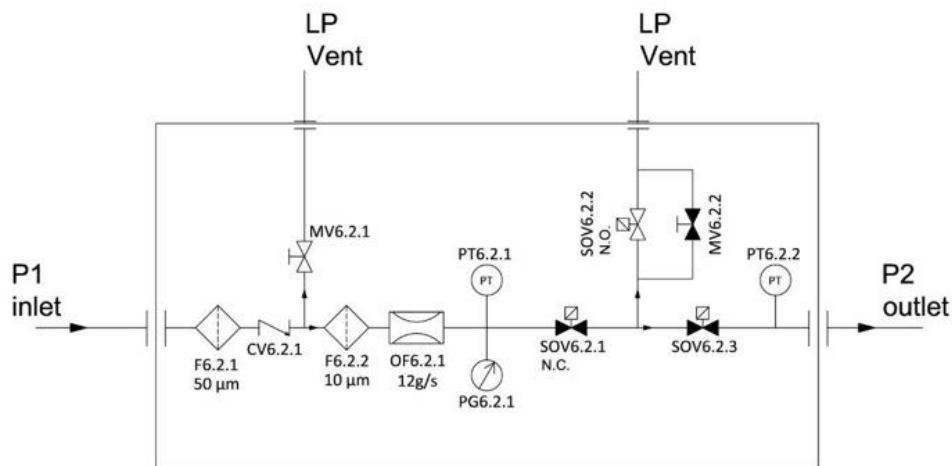 LP
Vent
LP
Vent
MV6.2.1
SOV6.2.2
N.O.
MV6.2.2
PT6.2.1
PT
PT6.2.2
PT
P1
inlet
P2
outlet
F6.2.1
50 µm
CV6.2.1
F6.2.2
10 µm
OF6.2.1
12g/s
PG6.2.1
SOV6.2.1
N.C.
SOV6.2.3